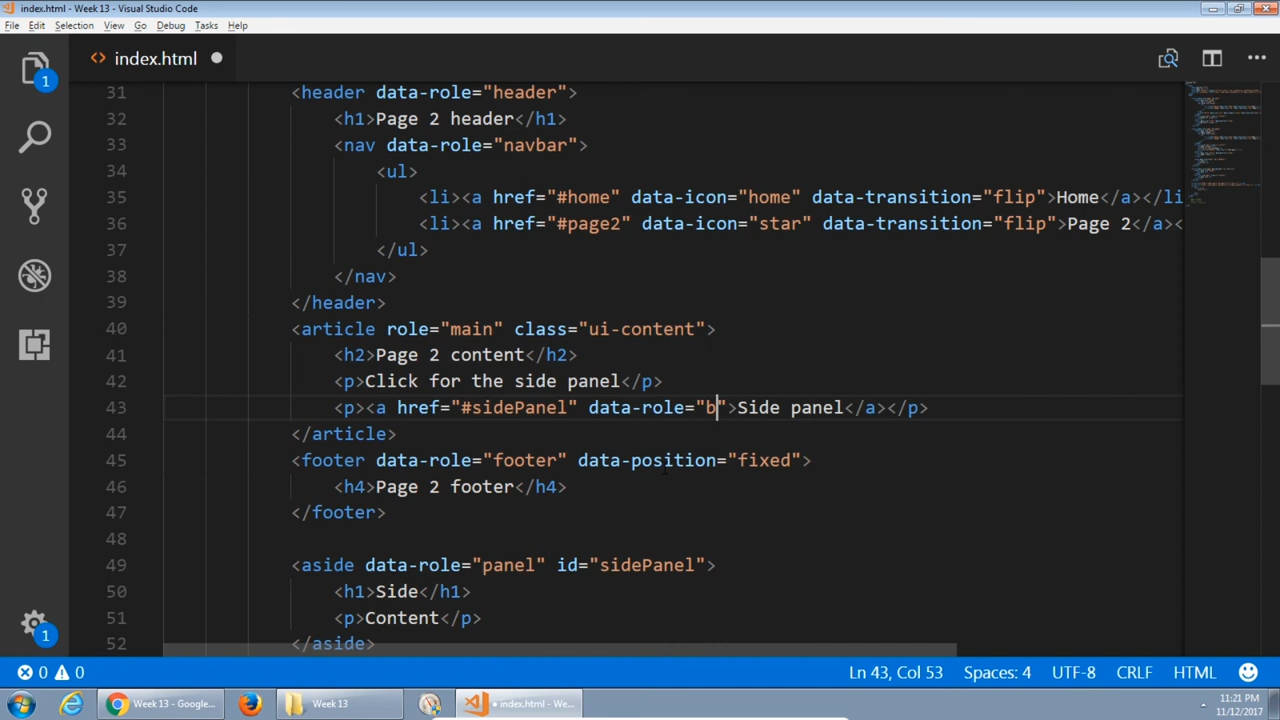 index.html - Week 13 - Visual Studio Code
File Edit Selection View Go Debug Tasks Help
1 <> index.html
31 <header data-role="header">
32 <h1>Page 2 header</h1>
33 <nav data-role="navbar">
34 <ul>
35 <li><a href="#home" data-icon="home" data-transition="flip">Home</a></li
36 <li><a href="#page2" data-icon="star" data-transition="flip">Page 2</a><
37 </ul>
38 </nav>
39 </header>
40 <article role="main" class="ui-content">
41 <h2>Page 2 content</h2>
42 <p>Click for the side panel</p>
43 <p><a href="#sidePanel" data-role="b">Side panel</a></p>
44 </article>
45 <footer data-role="footer" data-position="fixed">
46 <h4>Page 2 footer</h4>
47 </footer>
48
49 <aside data-role="panel" id="sidePanel">
50 <h1>Side</h1>
51 <p>Content</p>
52 </aside>
1
0 0 Ln 43, Col 53 Spaces: 4 UTF-8 CRLF HTML
Week 13 - Google... Week 13 • index.html - We... 11:21 PM
11/12/2017